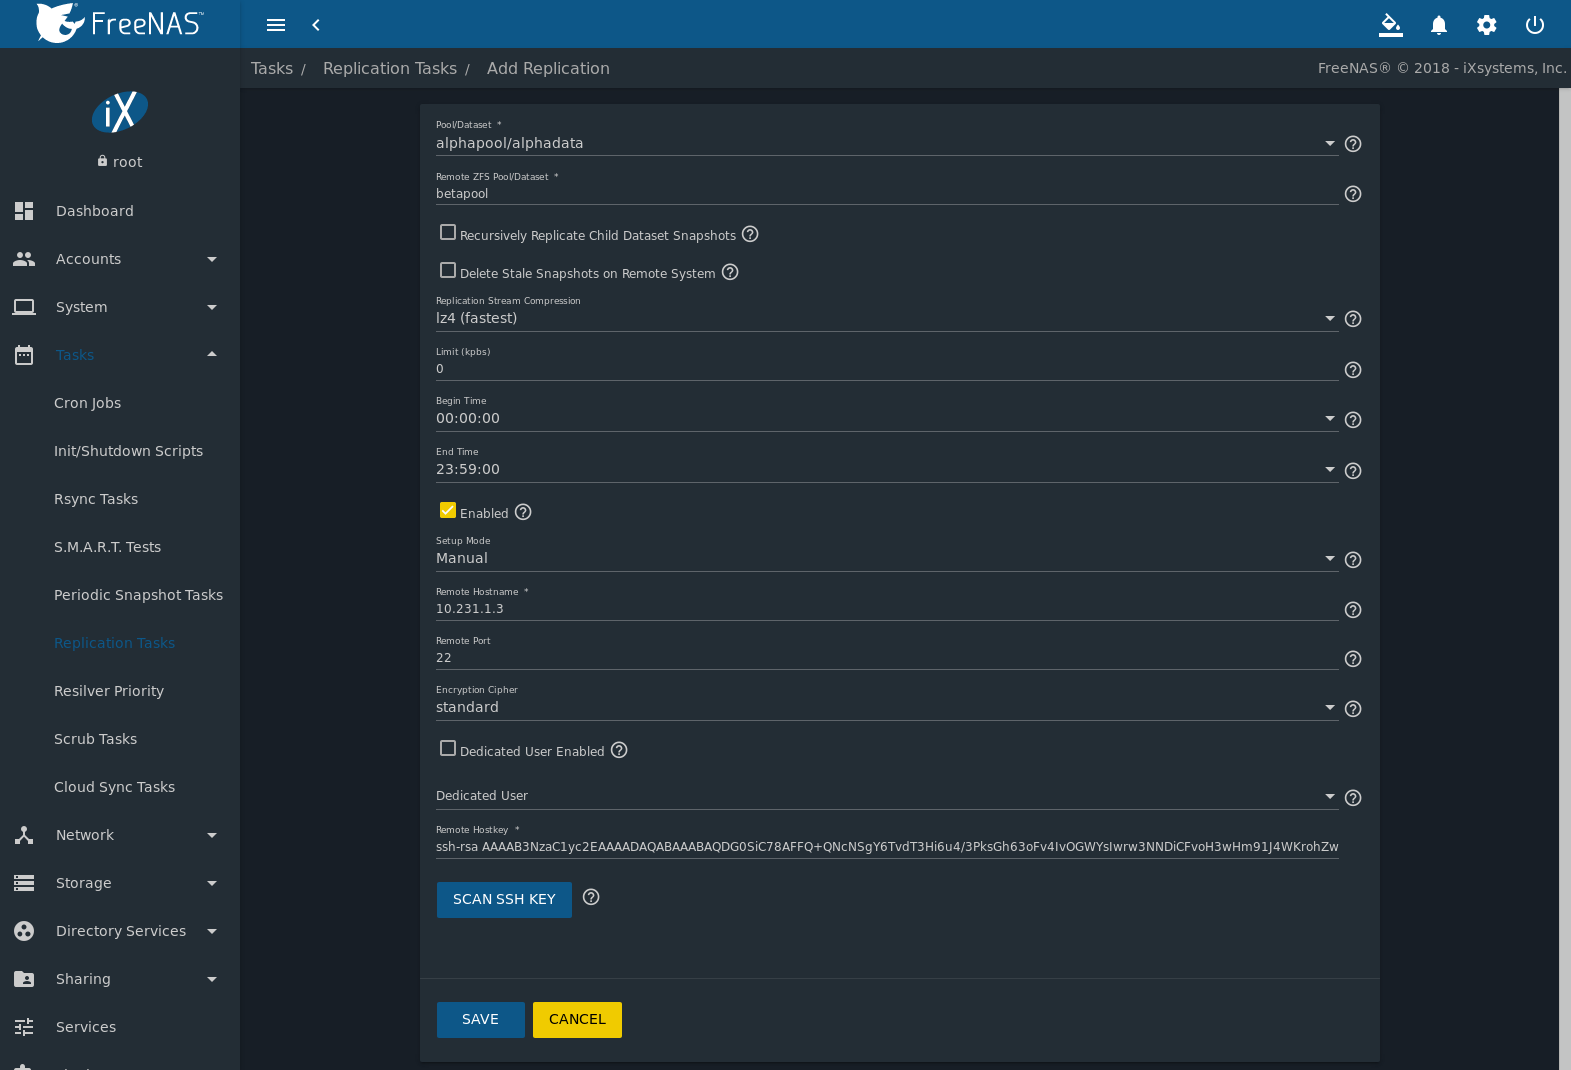 FreeNAS™
Tasks / Replication Tasks / Add Replication
FreeNAS® © 2018 - iXsystems, Inc.
iX
root
Dashboard
Accounts
System
Tasks
Cron Jobs
Init/Shutdown Scripts
Rsync Tasks
S.M.A.R.T. Tests
Periodic Snapshot Tasks
Replication Tasks
Resilver Priority
Scrub Tasks
Cloud Sync Tasks
Network
Storage
Directory Services
Sharing
Services
Pool/Dataset *
alphapool/alphadata
Remote ZFS Pool/Dataset *
betapool
Recursively Replicate Child Dataset Snapshots
Delete Stale Snapshots on Remote System
Replication Stream Compression
lz4 (fastest)
Limit (kpbs)
0
Begin Time
00:00:00
End Time
23:59:00
Enabled
Setup Mode
Manual
Remote Hostname *
10.231.1.3
Remote Port
22
Encryption Cipher
standard
Dedicated User Enabled
Dedicated User
Remote Hostkey *
ssh-rsa AAAAB3NzaC1yc2EAAAADAQABAAABAQDG0SiC78AFFQ+QNcNSgY6TvdT3Hi6u4/3PksGh63oFv4IvOGWYsIwrw3NNDiCFvoH3wHm91J4WKrohZw
SCAN SSH KEY
SAVE
CANCEL